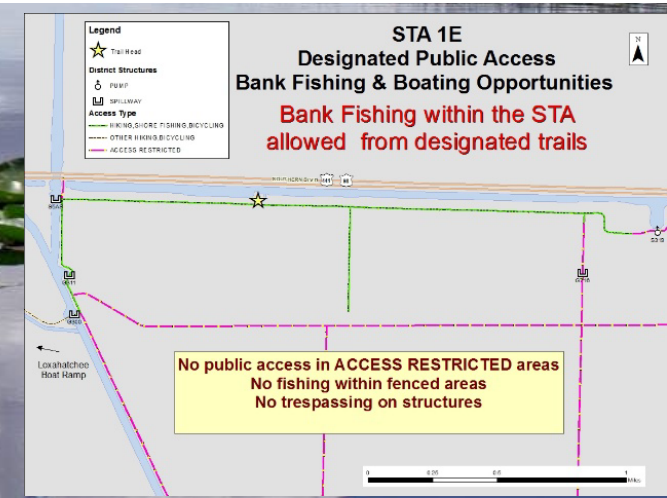 Legend
Trail Head
District Structures
PUMP
SPILLWAY
Access Type
HIKING,SHORE FISHING,BICYCLING
OTHER HIKING,BICYCLING
ACCESS RESTRICTED
STA 1E
Designated Public Access
Bank Fishing & Boating Opportunities
Bank Fishing within the STA
allowed from designated trails
N
441
S319
Loxahatchee
Boat Ramp
No public access in ACCESS RESTRICTED areas
No fishing within fenced areas
No trespassing on structures
0 0.25 0.5 1
Miles